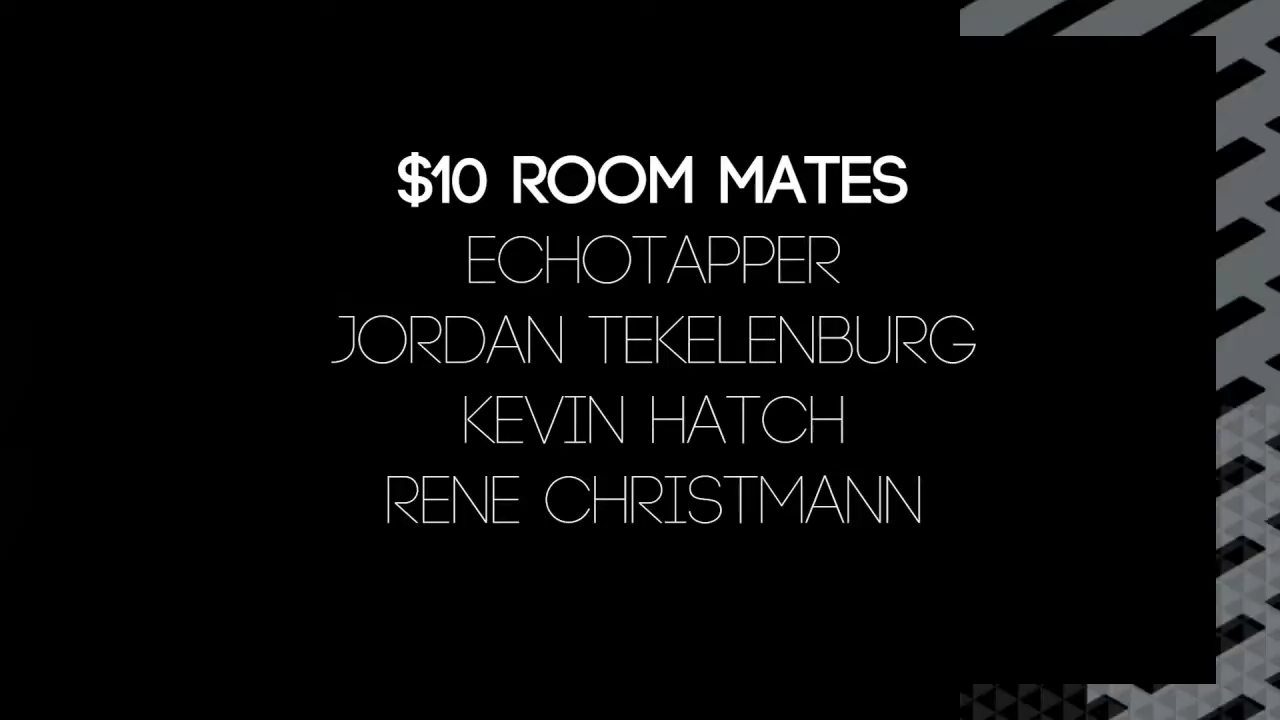 $10 ROOM MATES
ECHOTAPPER
JORDAN TEKELENBURG
KEVIN HATCH
RENE CHRISTMANN